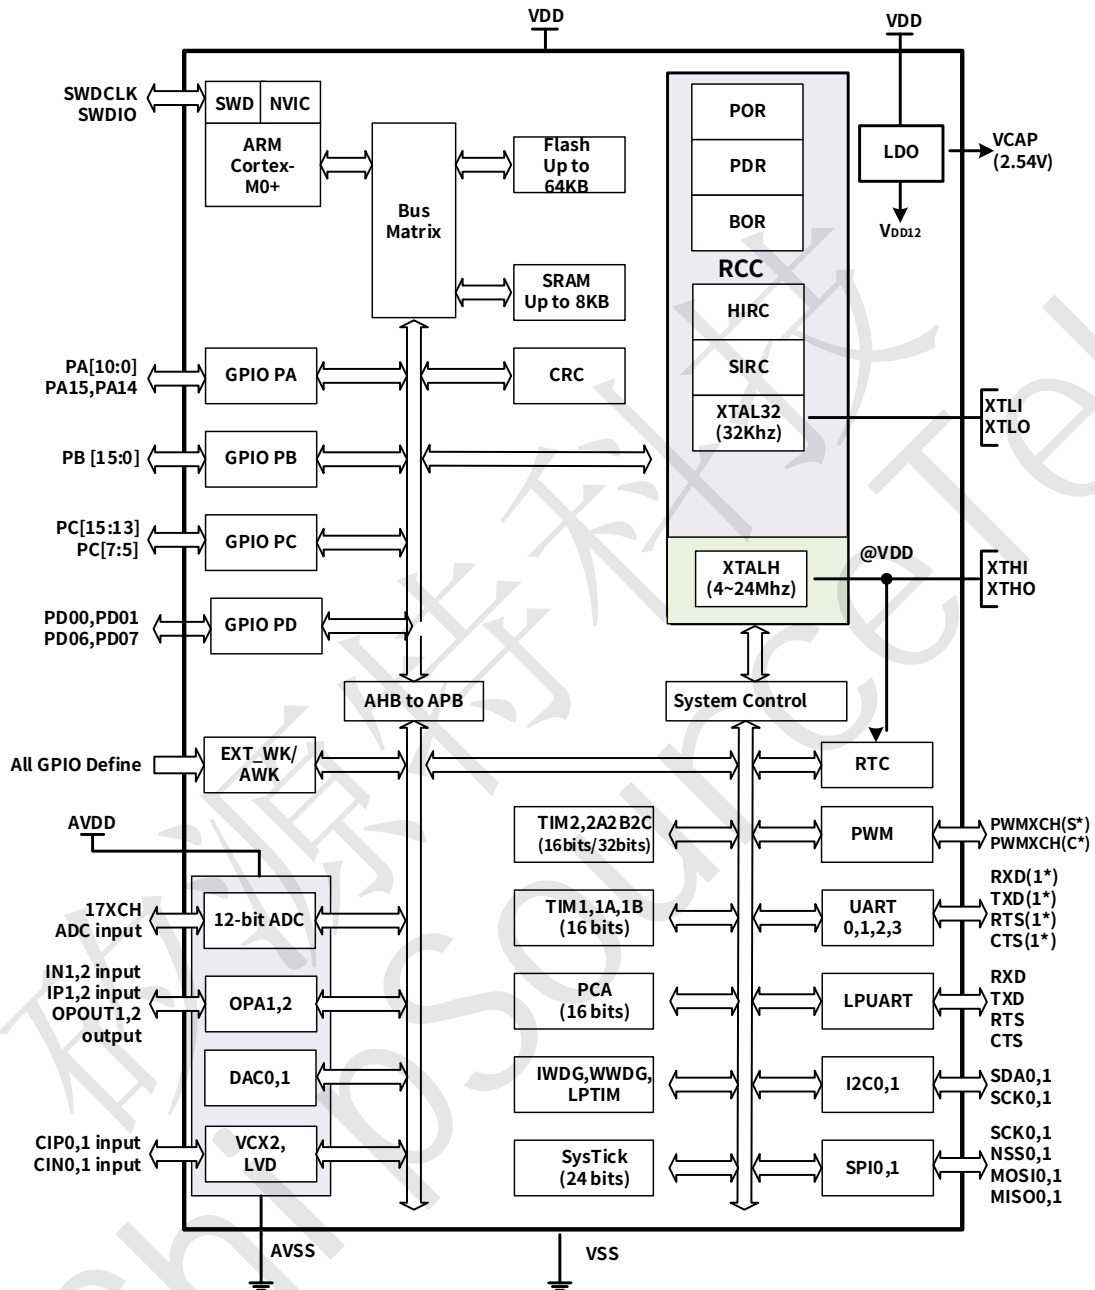 VDD
VDD
SWDCLK
SWDIO
SWD
NVIC
ARM
Cortex-
M0+
Bus
Matrix
Flash
Up to
64KB
SRAM
Up to 8KB
POR
PDR
BOR
RCC
HIRC
SIRC
XTAL32
(32Khz)
XTALH
(4~24Mhz)
LDO
VCAP
(2.54V)
VDD12
XTLI
XTLO
@VDD
XTHI
XTHO
PA[10:0]
PA15,PA14
GPIO PA
CRC
PB [15:0]
GPIO PB
PC[15:13]
PC[7:5]
GPIO PC
PD00,PD01
PD06,PD07
GPIO PD
AHB to APB
System Control
All GPIO Define
EXT_WK/
AWK
RTC
AVDD
TIM2,2A2B2C
(16bits/32bits)
PWM
PWMXCH(S*)
PWMXCH(C*)
17XCH
ADC input
12-bit ADC
TIM1,1A,1B
(16 bits)
UART
0,1,2,3
RXD(1*)
TXD(1*)
RTS(1*)
CTS(1*)
IN1,2 input
IP1,2 input
OPOUT1,2
output
OPA1,2
PCA
(16 bits)
LPUART
RXD
TXD
RTS
CTS
DAC0,1
IWDG,WWDG,
LPTIM
I2C0,1
SDA0,1
SCK0,1
CIP0,1 input
CIN0,1 input
VCX2,
LVD
SysTick
(24 bits)
SPI0,1
SCK0,1
NSS0,1
MOSI0,1
MISO0,1
AVSS
VSS